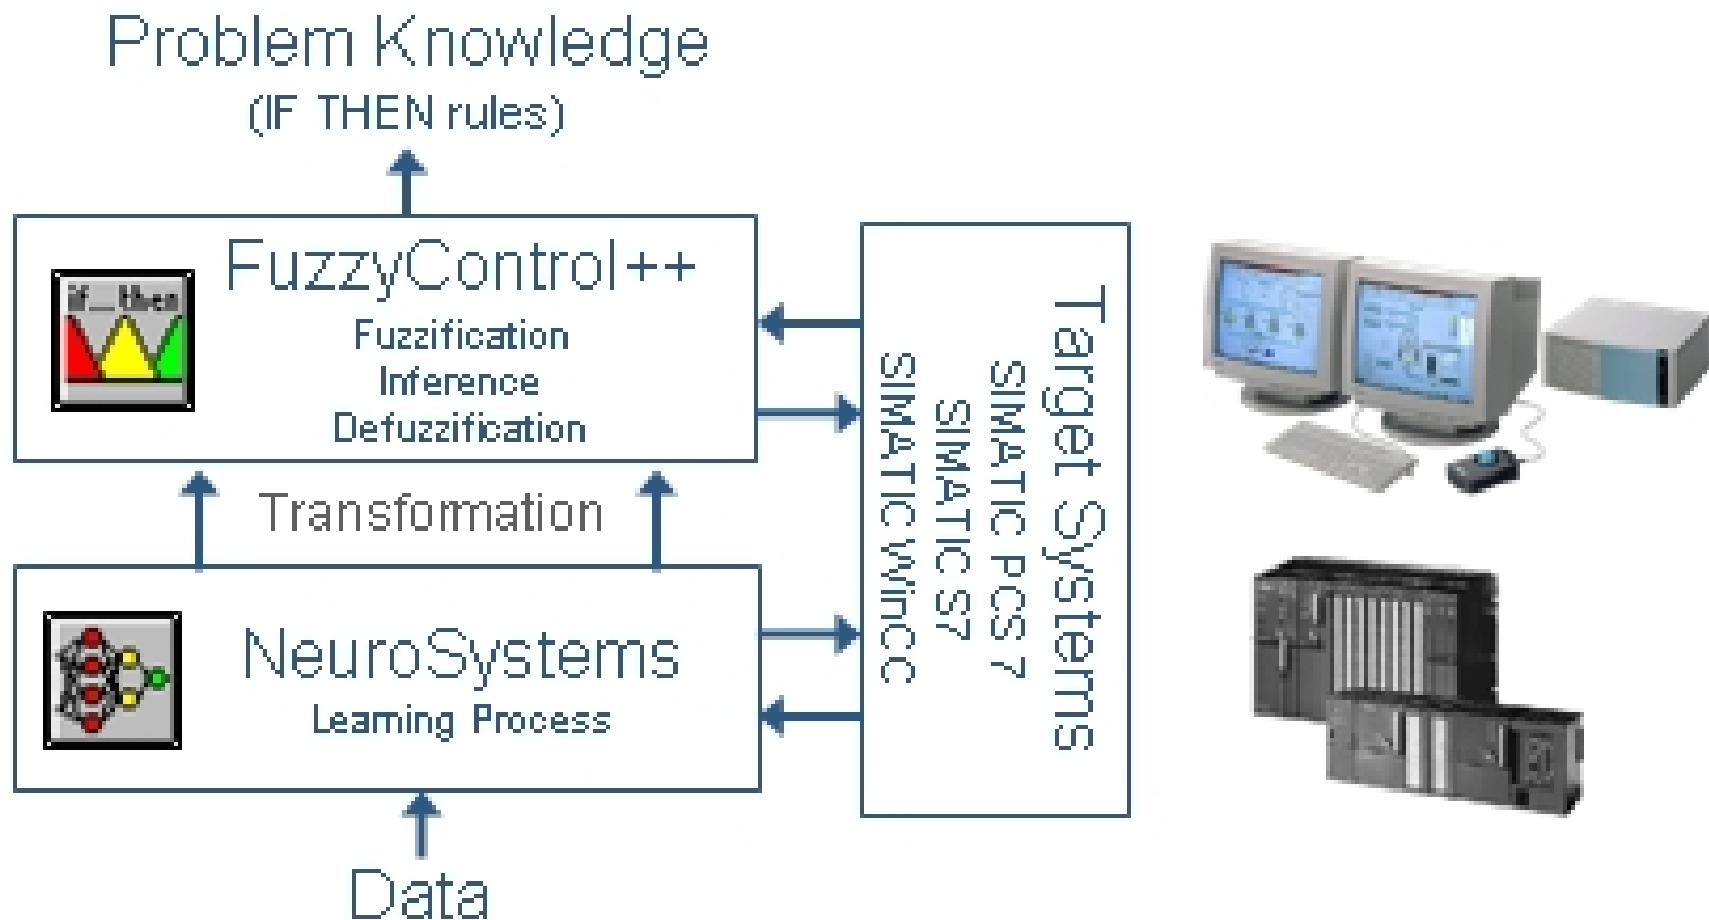 Problem Knowledge
(IF THEN rules)
if...then
FuzzyControl++
Fuzzification
Inference
Defuzzification
Transformation
NeuroSystems
Learning Process
Data
Target Systems
SIMATIC PCS 7
SIMATIC S7
SIMATIC WinCC